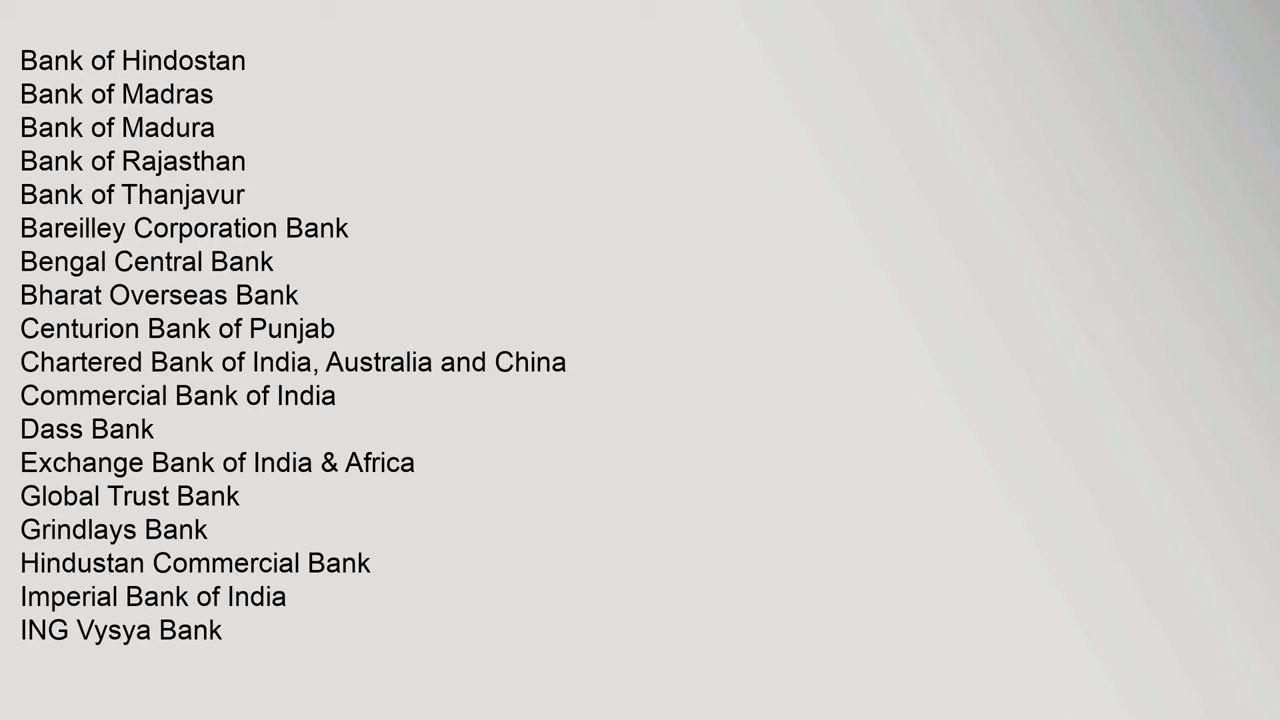 Bank of Hindostan
Bank of Madras
Bank of Madura
Bank of Rajasthan
Bank of Thanjavur
Bareilley Corporation Bank
Bengal Central Bank
Bharat Overseas Bank
Centurion Bank of Punjab
Chartered Bank of India, Australia and China
Commercial Bank of India
Dass Bank
Exchange Bank of India & Africa
Global Trust Bank
Grindlays Bank
Hindustan Commercial Bank
Imperial Bank of India
ING Vysya Bank